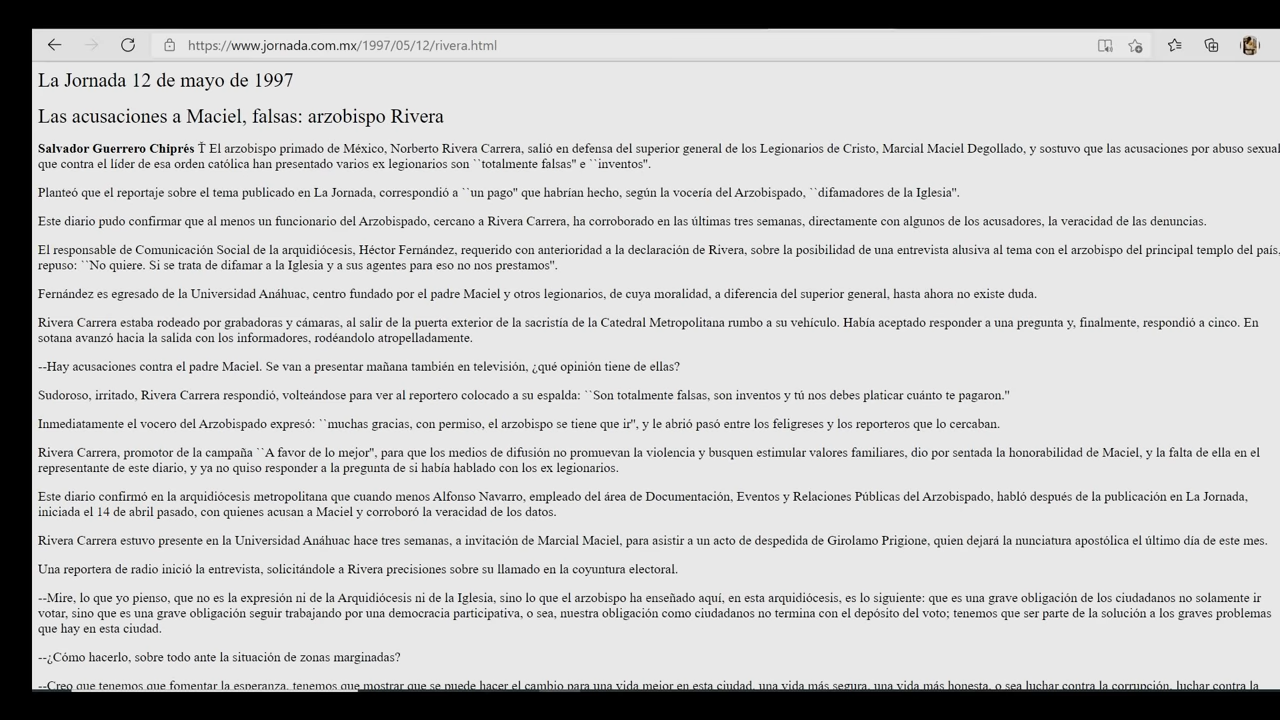 https://www.jornada.com.mx/1997/05/12/rivera.html
La Jornada 12 de mayo de 1997
Las acusaciones a Maciel, falsas: arzobispo Rivera
Salvador Guerrero Chiprés Ť El arzobispo primado de México, Norberto Rivera Carrera, salió en defensa del superior general de los Legionarios de Cristo, Marcial Maciel Degollado, y sostuvo que las acusaciones por abuso sexual
que contra el líder de esa orden católica han presentado varios ex legionarios son ``totalmente falsas'' e ``inventos''.
Planteó que el reportaje sobre el tema publicado en La Jornada, correspondió a ``un pago'' que habrían hecho, según la vocería del Arzobispado, ``difamadores de la Iglesia''.
Este diario pudo confirmar que al menos un funcionario del Arzobispado, cercano a Rivera Carrera, ha corroborado en las últimas tres semanas, directamente con algunos de los acusadores, la veracidad de las denuncias.
El responsable de Comunicación Social de la arquidiócesis, Héctor Fernández, requerido con anterioridad a la declaración de Rivera, sobre la posibilidad de una entrevista alusiva al tema con el arzobispo del principal templo del país,
repuso: ``No quiere. Si se trata de difamar a la Iglesia y a sus agentes para eso no nos prestamos''.
Fernández es egresado de la Universidad Anáhuac, centro fundado por el padre Maciel y otros legionarios, de cuya moralidad, a diferencia del superior general, hasta ahora no existe duda.
Rivera Carrera estaba rodeado por grabadoras y cámaras, al salir de la puerta exterior de la sacristía de la Catedral Metropolitana rumbo a su vehículo. Había aceptado responder a una pregunta y, finalmente, respondió a cinco. En
sotana avanzó hacia la salida con los informadores, rodéandolo atropelladamente.
--Hay acusaciones contra el padre Maciel. Se van a presentar mañana también en televisión, ¿qué opinión tiene de ellas?
Sudoroso, irritado, Rivera Carrera respondió, volteándose para ver al reportero colocado a su espalda: ``Son totalmente falsas, son inventos y tú nos debes platicar cuánto te pagaron.''
Inmediatamente el vocero del Arzobispado expresó: ``muchas gracias, con permiso, el arzobispo se tiene que ir'', y le abrió pasó entre los feligreses y los reporteros que lo cercaban.
Rivera Carrera, promotor de la campaña ``A favor de lo mejor'', para que los medios de difusión no promuevan la violencia y busquen estimular valores familiares, dio por sentada la honorabilidad de Maciel, y la falta de ella en el
representante de este diario, y ya no quiso responder a la pregunta de si había hablado con los ex legionarios.
Este diario confirmó en la arquidiócesis metropolitana que cuando menos Alfonso Navarro, empleado del área de Documentación, Eventos y Relaciones Públicas del Arzobispado, habló después de la publicación en La Jornada,
iniciada el 14 de abril pasado, con quienes acusan a Maciel y corroboró la veracidad de los datos.
Rivera Carrera estuvo presente en la Universidad Anáhuac hace tres semanas, a invitación de Marcial Maciel, para asistir a un acto de despedida de Girolamo Prigione, quien dejará la nunciatura apostólica el último día de este mes.
Una reportera de radio inició la entrevista, solicitándole a Rivera precisiones sobre su llamado en la coyuntura electoral.
--Mire, lo que yo pienso, que no es la expresión ni de la Arquidiócesis ni de la Iglesia, sino lo que el arzobispo ha enseñado aquí, en esta arquidiócesis, es lo siguiente: que es una grave obligación de los ciudadanos no solamente ir
votar, sino que es una grave obligación seguir trabajando por una democracia participativa, o sea, nuestra obligación como ciudadanos no termina con el depósito del voto; tenemos que ser parte de la solución a los graves problemas
que hay en esta ciudad.
--¿Cómo hacerlo, sobre todo ante la situación de zonas marginadas?
--Creo que tenemos que fomentar la esperanza, tenemos que mostrar que se puede hacer el cambio para una vida mejor en esta ciudad, una vida más segura, una vida más honesta, o sea luchar contra la corrupción, luchar contra la